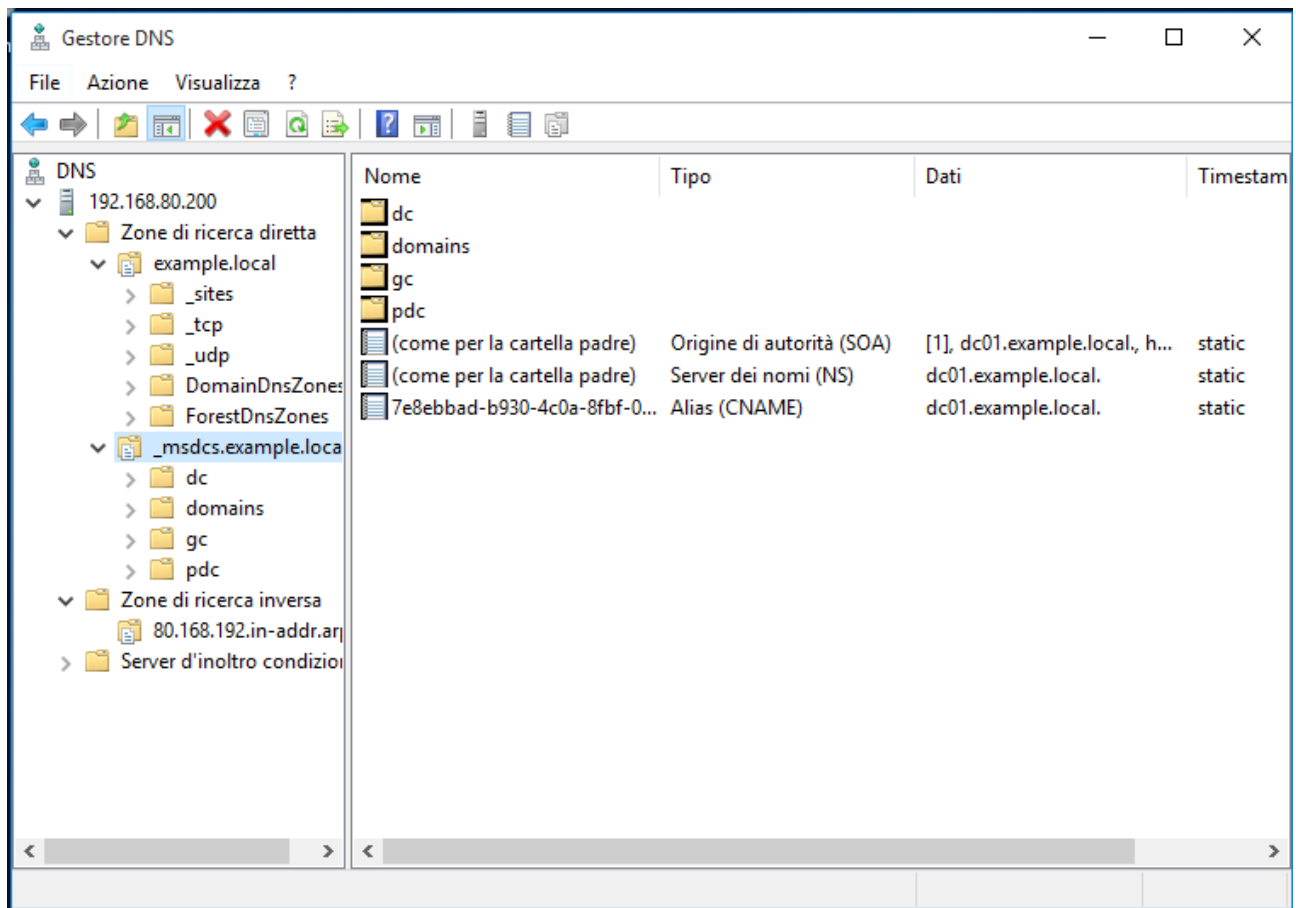 Gestore DNS
File Azione Visualizza ?
DNS
192.168.80.200
Zone di ricerca diretta
example.local
_sites
_tcp
_udp
DomainDnsZones
ForestDnsZones
_msdcs.example.loca
dc
domains
gc
pdc
Zone di ricerca inversa
80.168.192.in-addr.arp
Server d'inoltro condizion
Nome Tipo Dati Timestam
dc
domains
gc
pdc
(come per la cartella padre) Origine di autorità (SOA) [1], dc01.example.local., h... static
(come per la cartella padre) Server dei nomi (NS) dc01.example.local. static
7e8ebbad-b930-4c0a-8fbf-0... Alias (CNAME) dc01.example.local. static